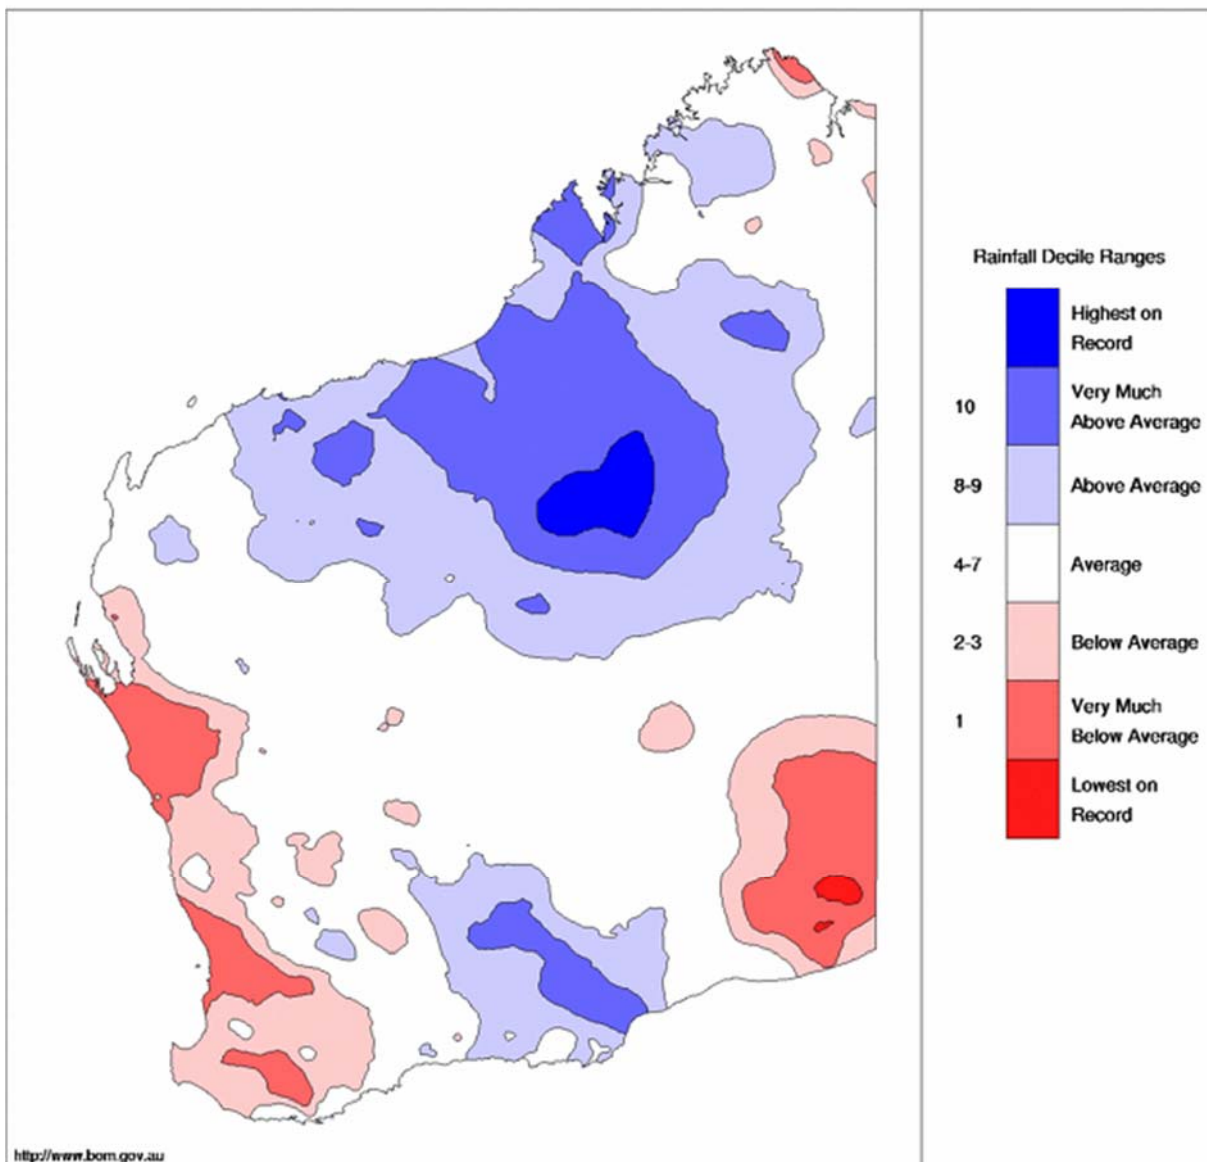 Rainfall Decile Ranges
Highest on
Record
10
Very Much
Above Average
8-9
Above Average
4-7
Average
2-3
Below Average
1
Very Much
Below Average
Lowest on
Record
http://www.bom.gov.au